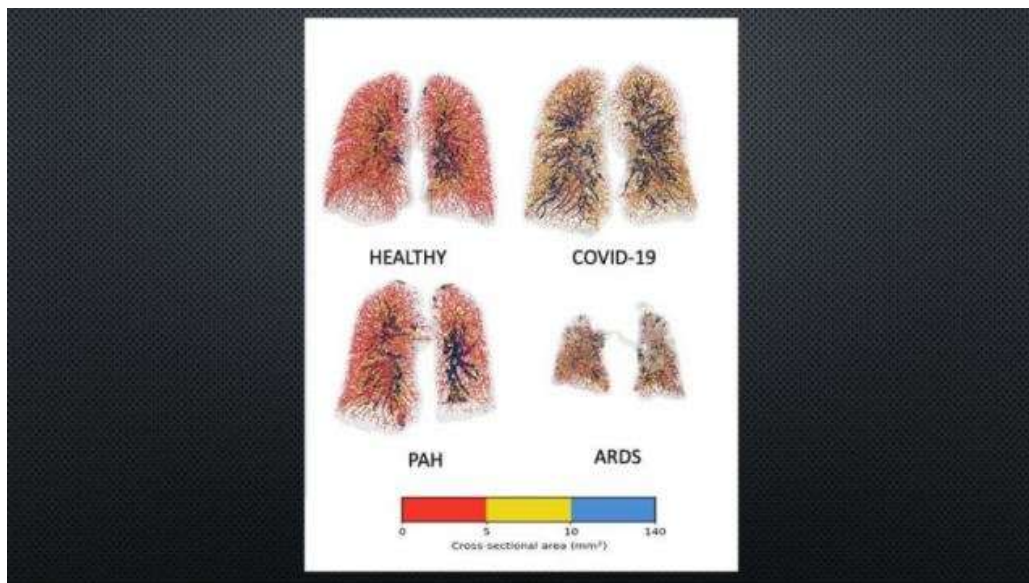 HEALTHY
COVID-19
PAH
ARDS
0 5 10 140
Cross-sectional area (mm²)